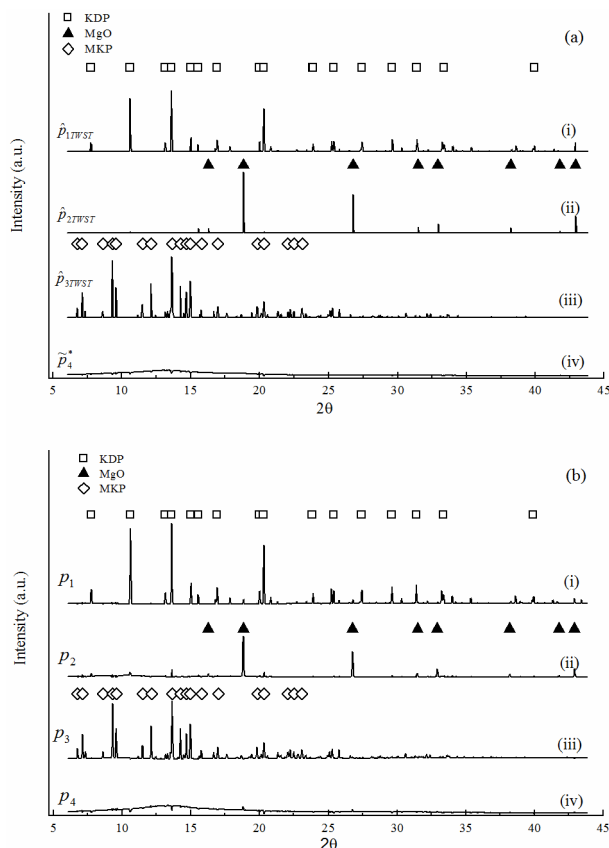 KDP
MgO
MKP
(a)
p̂1TWST
(i)
p̂2TWST
(ii)
p̂3TWST
(iii)
p̃4*
(iv)
Intensity (a.u.)
5 10 15 20 25 30 35 40 45
2θ
KDP
MgO
MKP
(b)
p1
(i)
p2
(ii)
p3
(iii)
p4
(iv)
Intensity (a.u.)
5 10 15 20 25 30 35 40 45
2θ